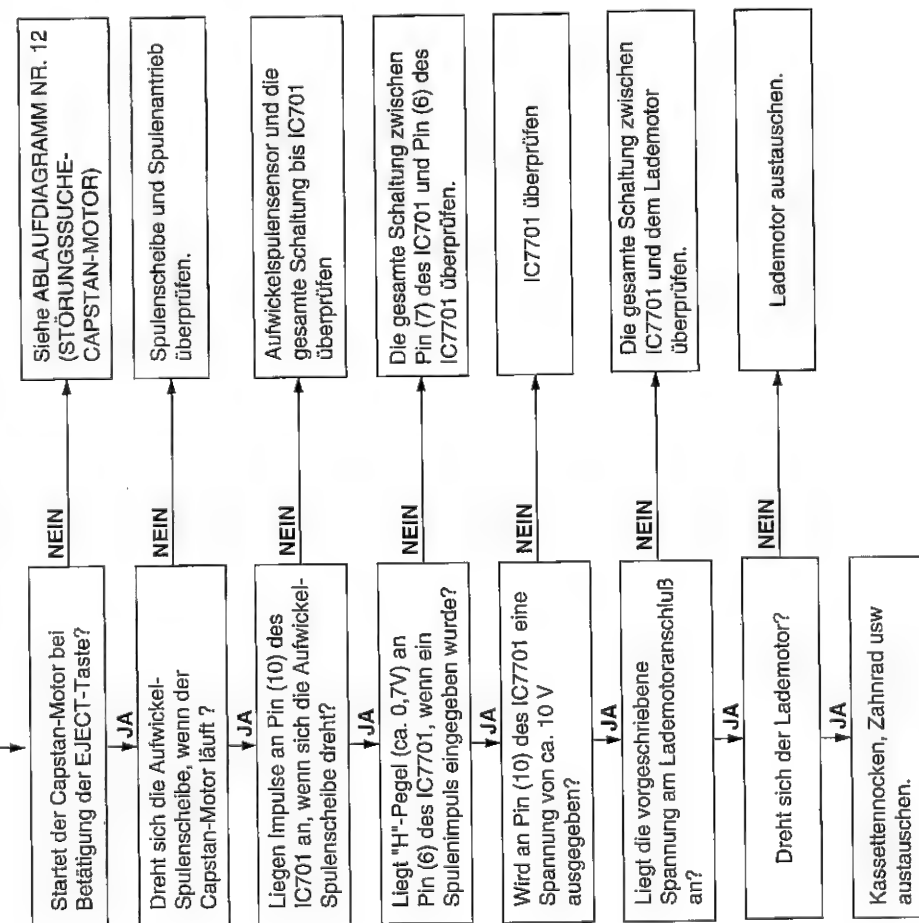 Startet der Capstan-Motor bei
Betätigung der EJECT-Taste?
NEIN
Siehe ABLAUFDIAGRAMM NR. 12
(STÖRUNGSSUCHE-
CAPSTAN-MOTOR)
JA
Dreht sich die Aufwickel-
Spulenscheibe, wenn der
Capstan-Motor läuft ?
NEIN
Spulenscheibe und Spulenantrieb
überprüfen.
JA
Liegen Impulse an Pin (10) des
IC701 an, wenn sich die Aufwickel-
Spulenscheibe dreht?
NEIN
Aufwickelspulensensor und die
gesamte Schaltung bis IC701
überprüfen
JA
Liegt "H"-Pegel (ca. 0,7V) an
Pin (6) des IC7701, wenn ein
Spulenimpuls eingegeben wurde?
NEIN
Die gesamte Schaltung zwischen
Pin (7) des IC701 und Pin (6) des
IC7701 überprüfen.
JA
Wird an Pin (10) des IC7701 eine
Spannung von ca. 10 V
ausgegeben?
NEIN
IC7701 überprüfen
JA
Liegt die vorgeschriebene
Spannung am Lademotoranschluß
an?
NEIN
Die gesamte Schaltung zwischen
IC7701 und dem Lademotor
überprüfen.
JA
Dreht sich der Lademotor?
NEIN
Lademotor austauschen.
JA
Kassettennocken, Zahnrad usw
austauschen.